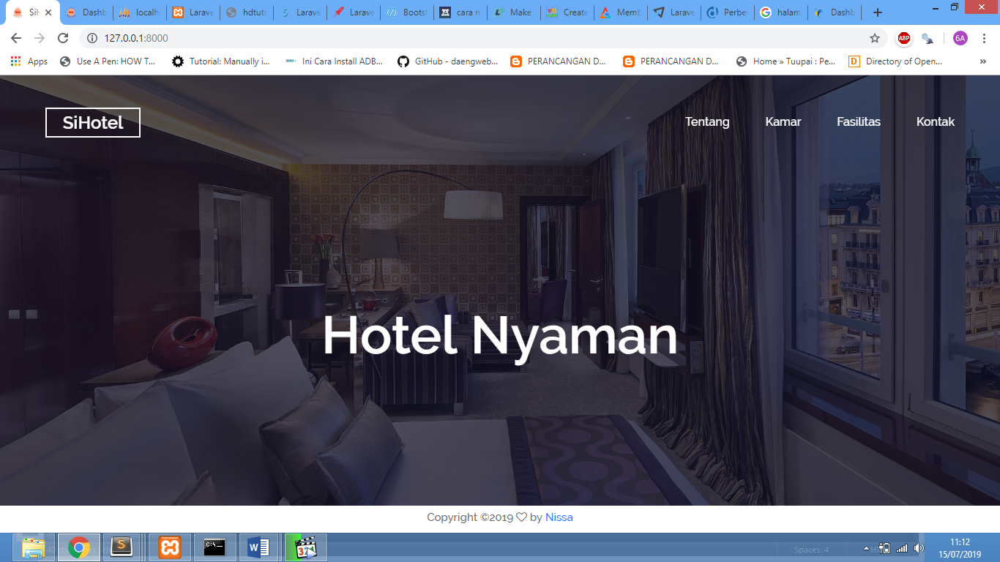 SiH
Dashb
localh
Larave
hdtuto
Larave
Larave
Boots
cara m
Make
Create
Memb
Larave
Perbe
halam
Dashb
127.0.0.1:8000
ABP
6A
Apps
Use A Pen: HOW T...
Tutorial: Manually i...
Ini Cara Install ADB...
GitHub - daengweb...
PERANCANGAN D...
PERANCANGAN D...
Home » Tuupai : Pe...
Directory of Open...
SiHotel
Tentang
Kamar
Fasilitas
Kontak
Hotel Nyaman
Copyright ©2019 ♡ by Nissa
Spaces: 4
11:12
15/07/2019